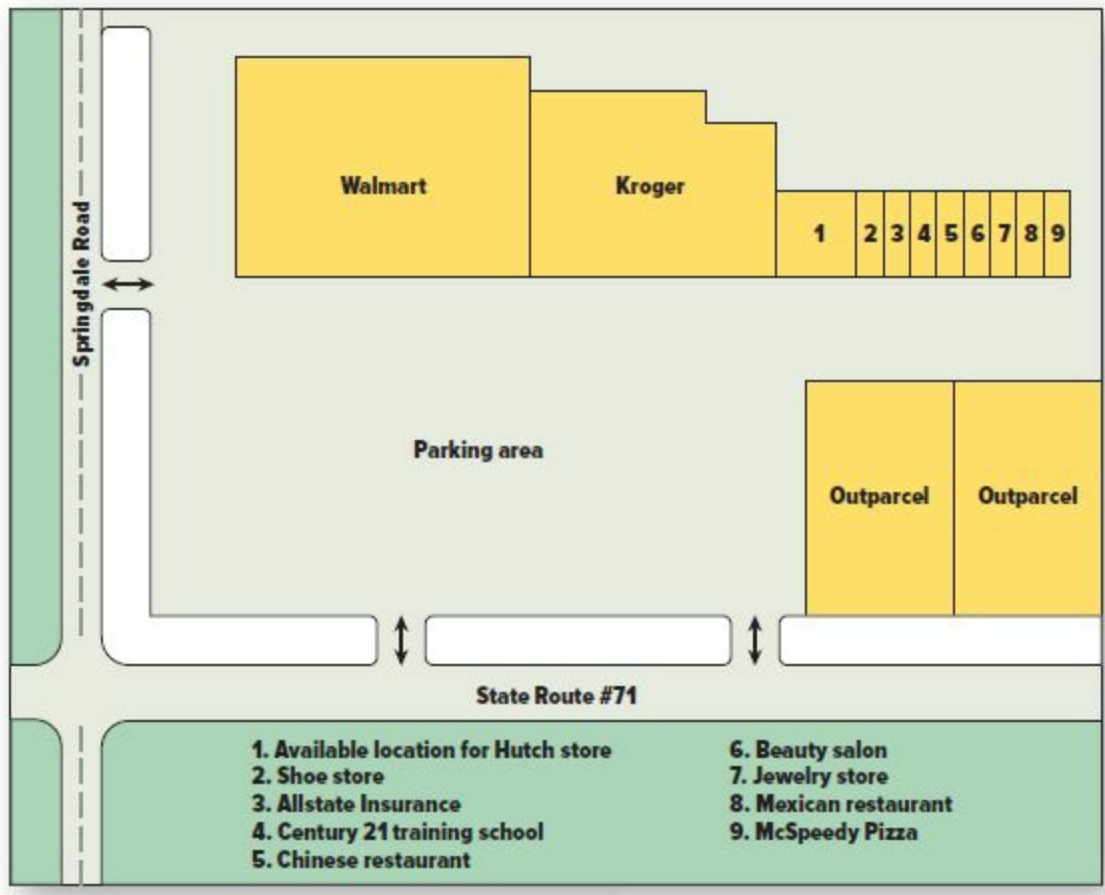 Walmart
Kroger
1
2
3
4
5
6
7
8
9
Springdale Road
Parking area
Outparcel
Outparcel
State Route #71
1. Available location for Hutch store
2. Shoe store
3. Allstate Insurance
4. Century 21 training school
5. Chinese restaurant
6. Beauty salon
7. Jewelry store
8. Mexican restaurant
9. McSpeedy Pizza